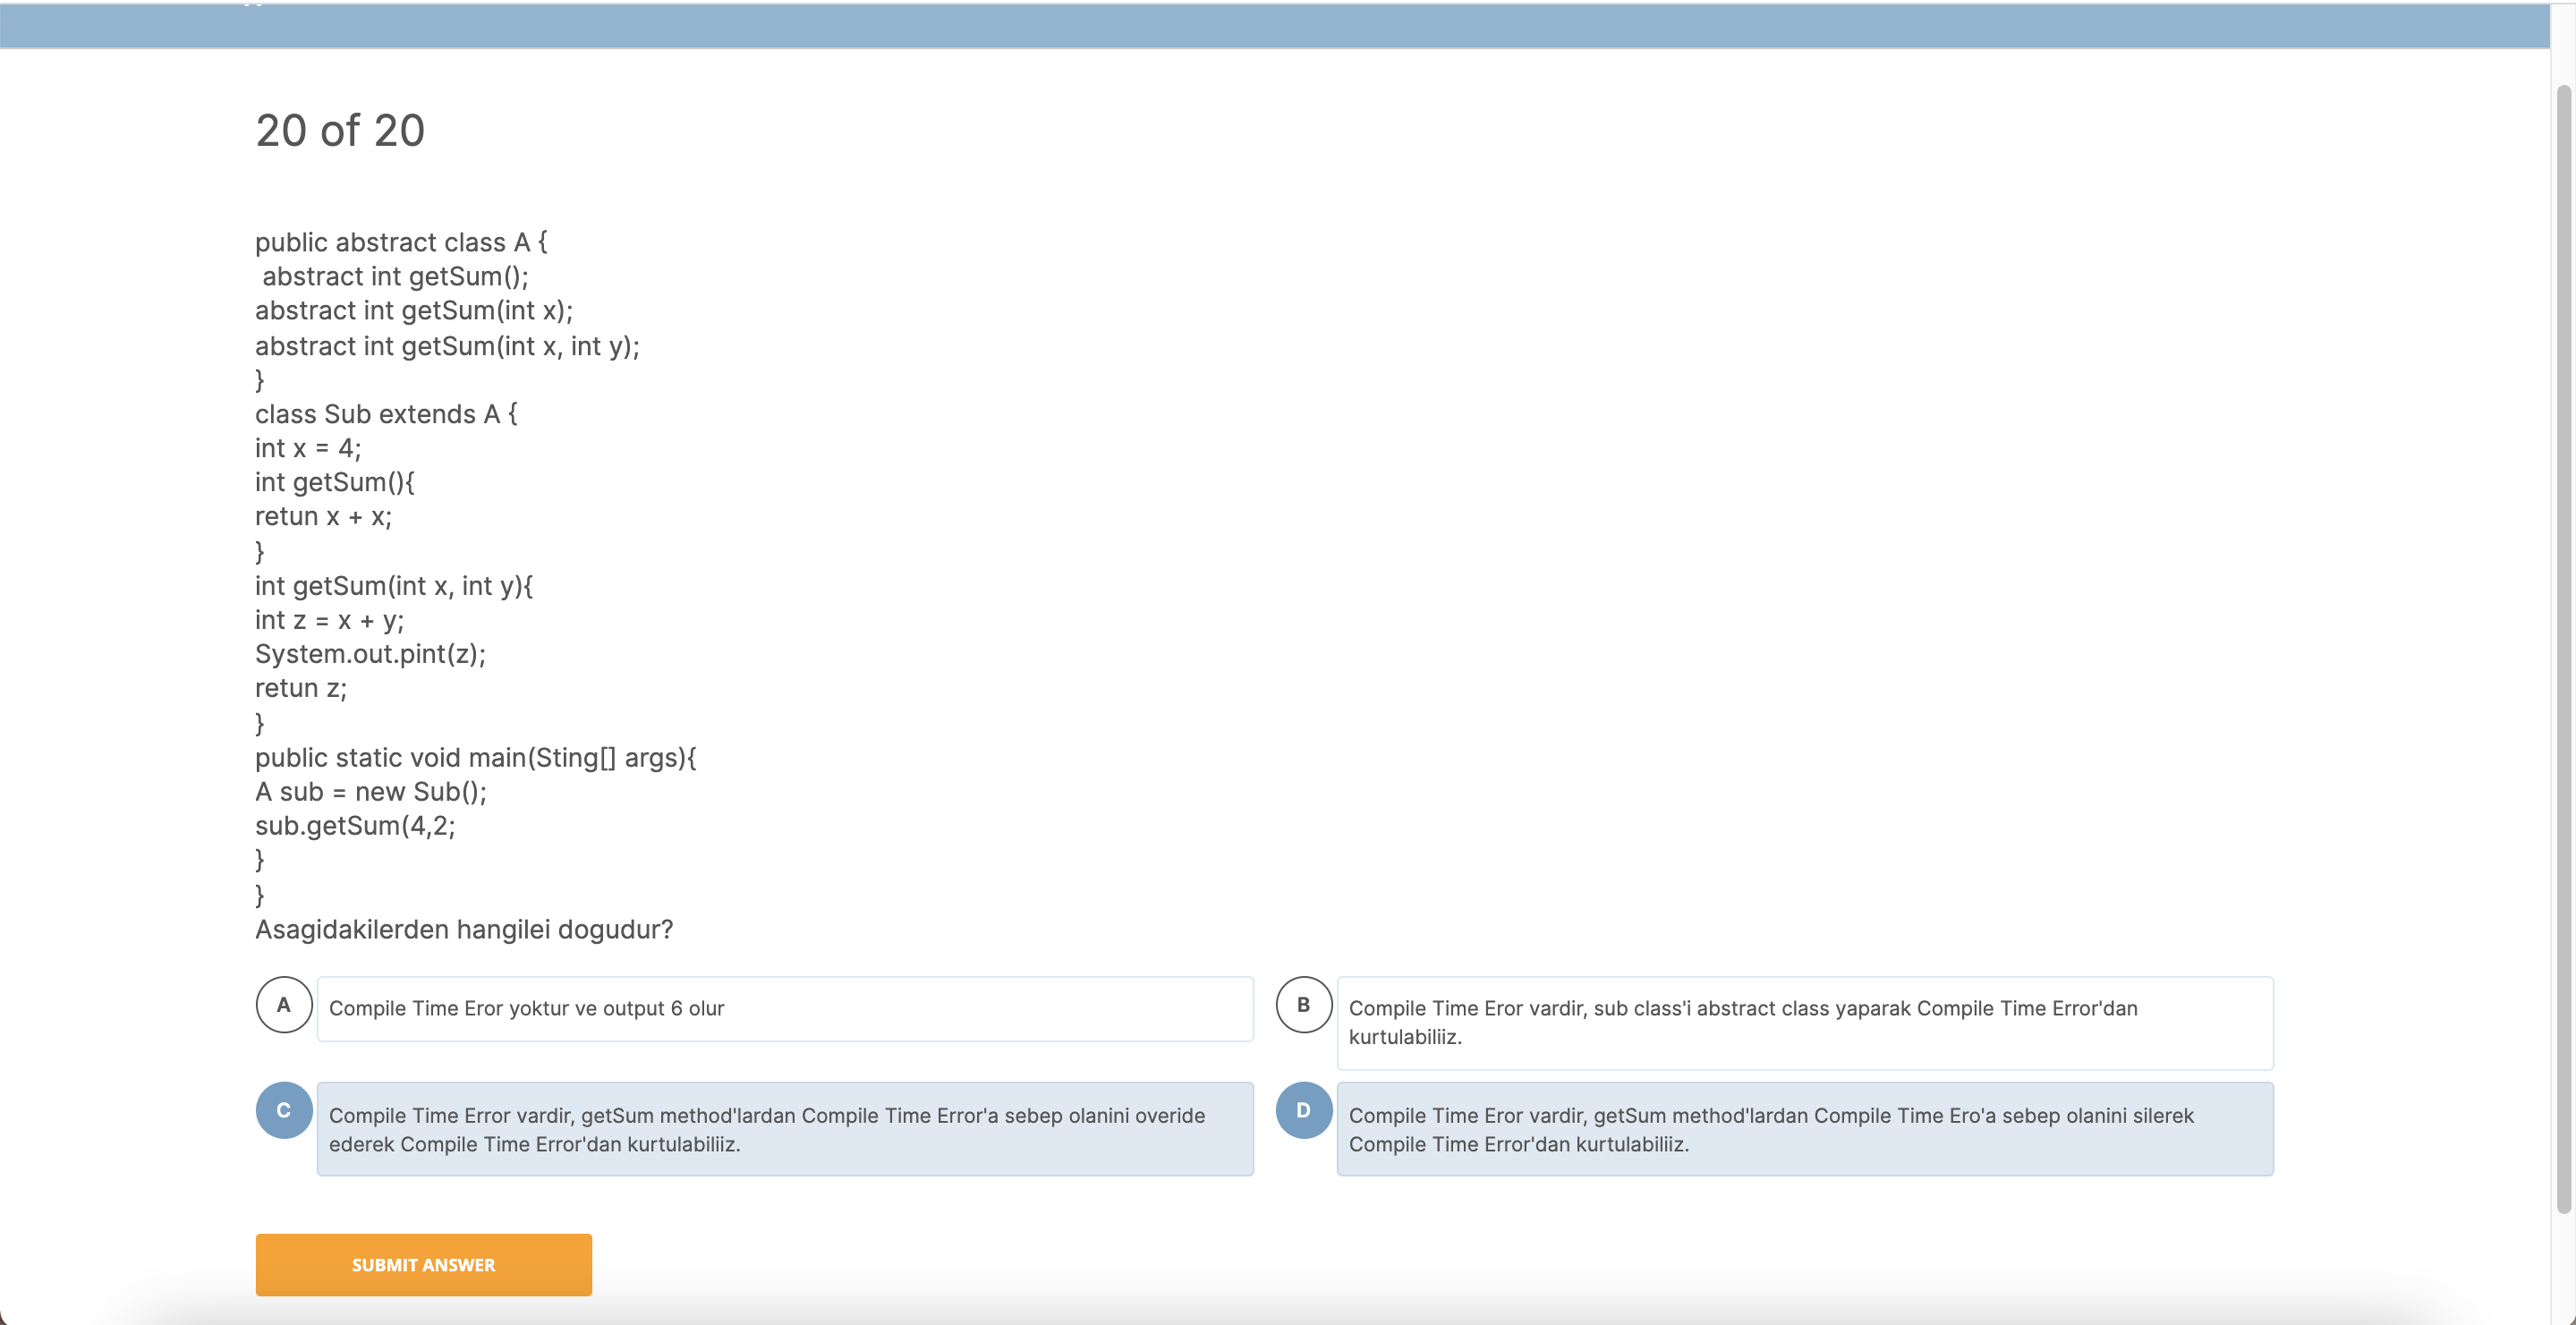 20 of 20
public abstract class A {
abstract int getSum();
abstract int getSum(int x);
abstract int getSum(int x, int y);
}
class Sub extends A {
int x = 4;
int getSum(){
retun x + x;
}
int getSum(int x, int y){
int z = x + y;
System.out.pint(z);
retun z;
}
public static void main(Sting[] args){
A sub = new Sub();
sub.getSum(4,2;
}
}
Asagidakilerden hangilei dogudur?
A
Compile Time Eror yoktur ve output 6 olur
B
Compile Time Eror vardir, sub class'i abstract class yaparak Compile Time Error'dan
kurtulabiliiz.
C
Compile Time Error vardir, getSum method'lardan Compile Time Error'a sebep olanini overide
ederek Compile Time Error'dan kurtulabiliiz.
D
Compile Time Eror vardir, getSum method'lardan Compile Time Ero'a sebep olanini silerek
Compile Time Error'dan kurtulabiliiz.
SUBMIT ANSWER